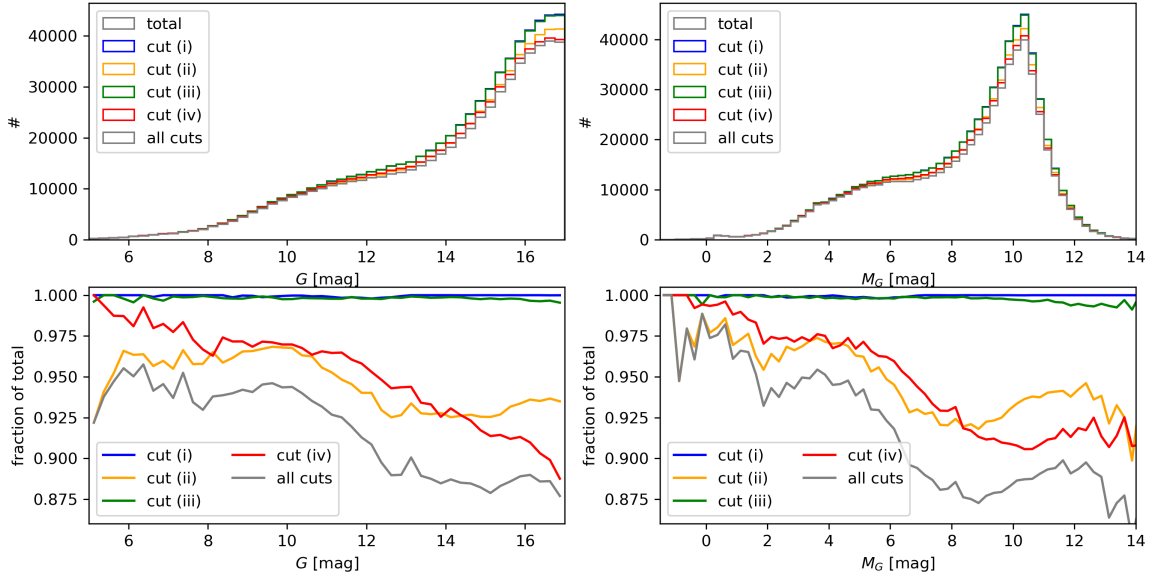 #
40000
30000
20000
10000
0
total
cut (i)
cut (ii)
cut (iii)
cut (iv)
all cuts
6 8 10 12 14 16
G [mag]
#
40000
30000
20000
10000
0
total
cut (i)
cut (ii)
cut (iii)
cut (iv)
all cuts
0 2 4 6 8 10 12 14
M_G [mag]
fraction of total
1.000
0.975
0.950
0.925
0.900
0.875
cut (i) cut (iv)
cut (ii) all cuts
cut (iii)
6 8 10 12 14 16
G [mag]
fraction of total
1.000
0.975
0.950
0.925
0.900
0.875
cut (i) cut (iv)
cut (ii) all cuts
cut (iii)
0 2 4 6 8 10 12 14
M_G [mag]